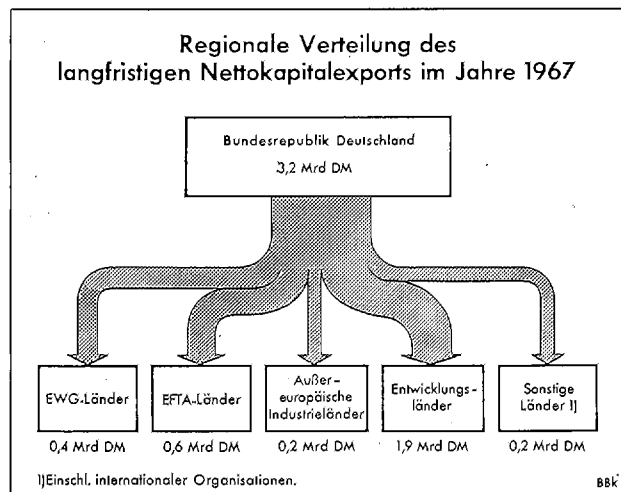 Regionale Verteilung des
langfristigen Nettokapitalexports im Jahre 1967
Bundesrepublik Deutschland
3,2 Mrd DM
EWG-Länder
EFTA-Länder
Außer-
europäische
Industrieländer
Entwicklungs-
länder
Sonstige
Länder 1)
0,4 Mrd DM
0,6 Mrd DM
0,2 Mrd DM
1,9 Mrd DM
0,2 Mrd DM
1)Einschl. internationaler Organisationen.
BBk